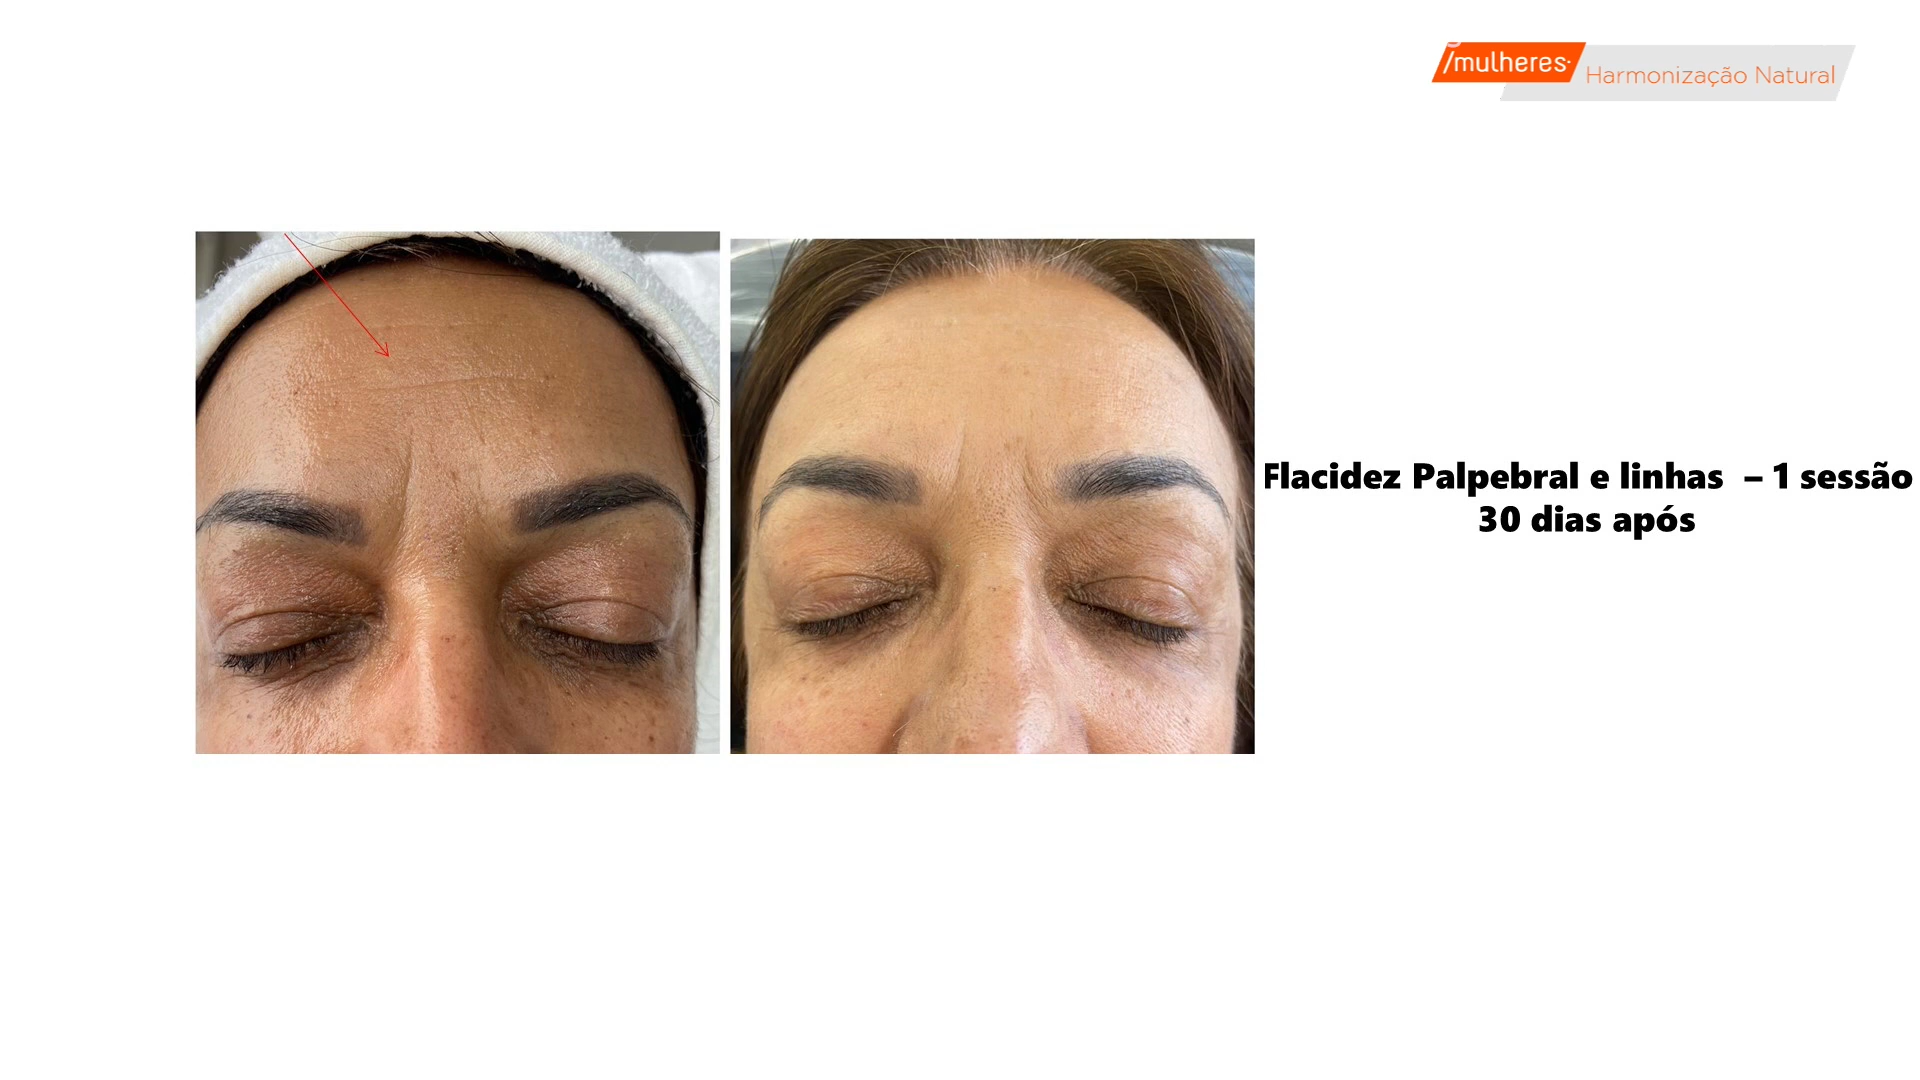 /mulheres·
Harmonização Natural
Flacidez Palpebral e linhas – 1 sessão
30 dias após